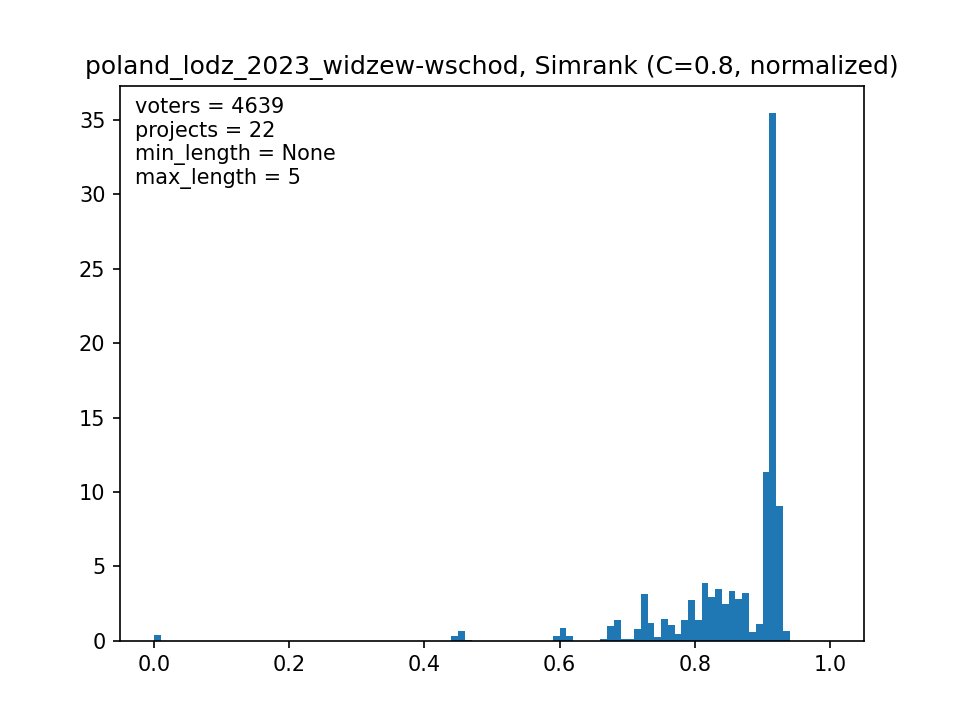 poland_lodz_2023_widzew-wschod, Simrank (C=0.8, normalized)
voters = 4639
projects = 22
min_length = None
max_length = 5
35
30
25
20
15
10
5
0
0.0 0.2 0.4 0.6 0.8 1.0